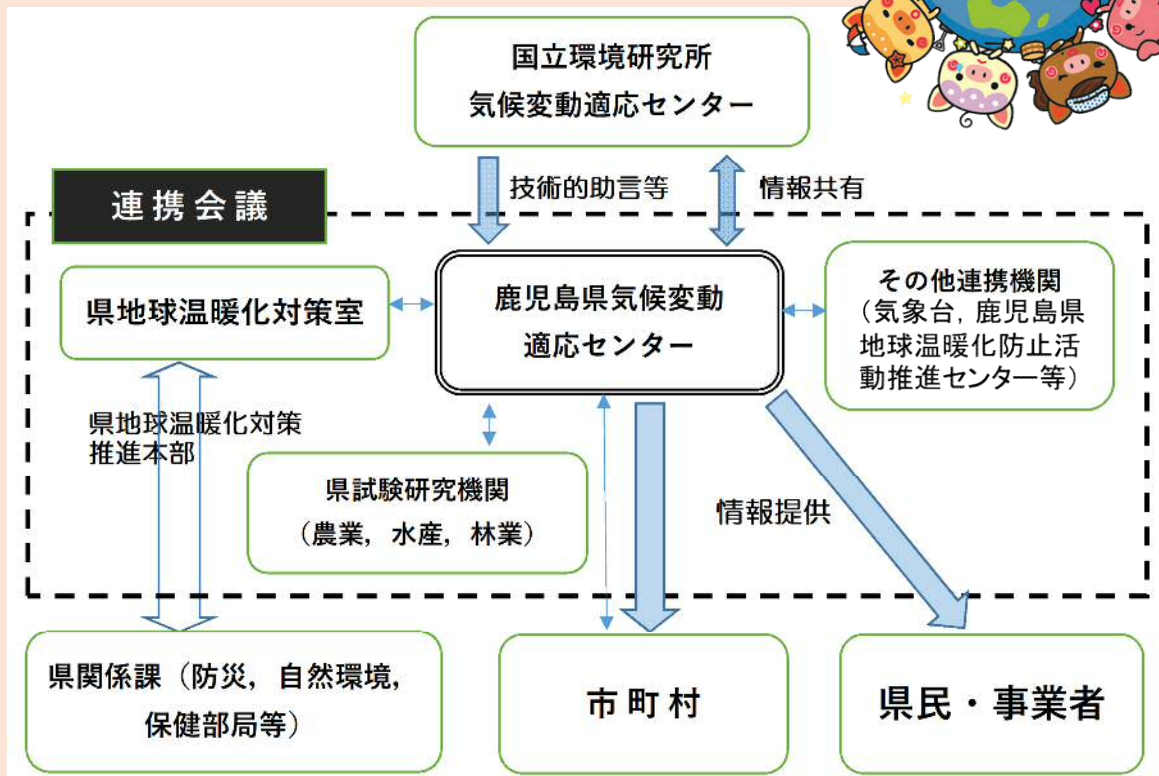 国立環境研究所
気候変動適応センター
技術的助言等
情報共有
連携会議
県地球温暖化対策室
鹿児島県気候変動
適応センター
その他連携機関
（気象台，鹿児島県
地球温暖化防止活
動推進センター等）
県地球温暖化対策
推進本部
県試験研究機関
（農業，水産，林業）
情報提供
県関係課（防災，自然環境，
保健部局等）
市町村
県民・事業者